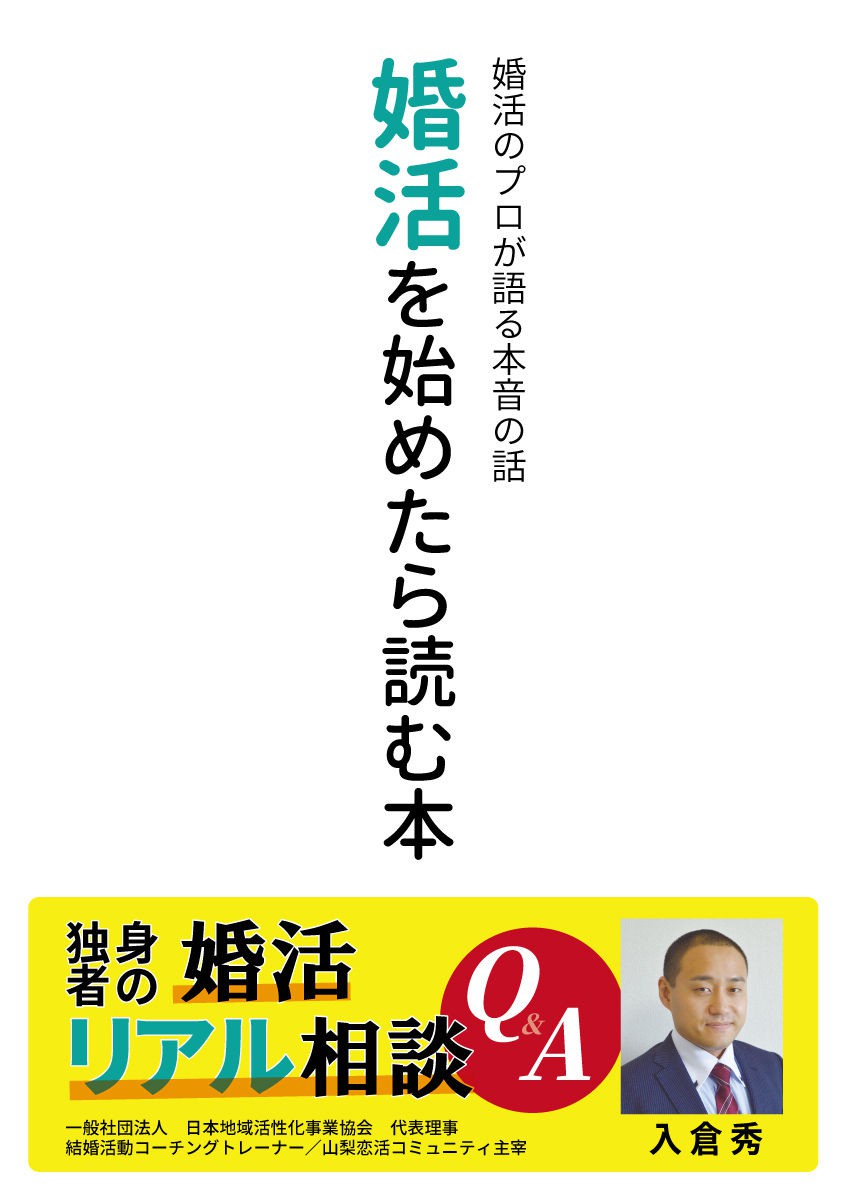 婚活のプロが語る本音の話
婚活を始めたら読む本
独身者の
婚活
リアル相談
Q&A
一般社団法人　日本地域活性化事業協会　代表理事
結婚活動コーチングトレーナー／山梨恋活コミュニティ主宰
入倉秀